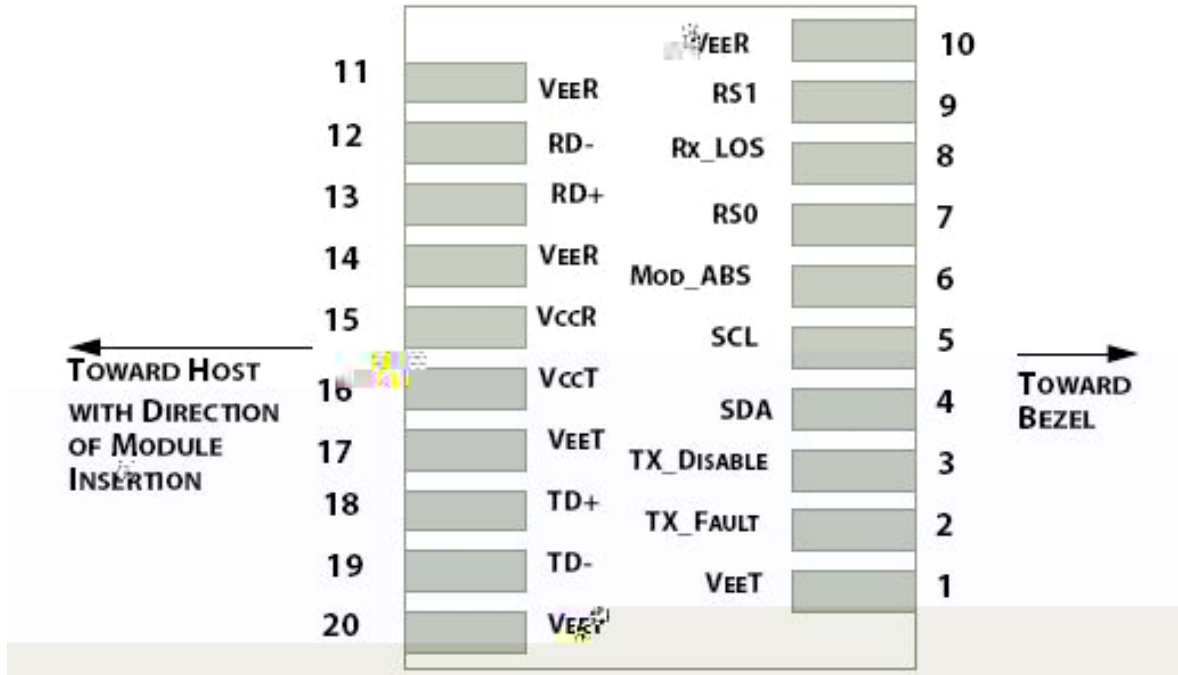 VEER 10
11 VEER
RS1 9
12 RD-
Rx_LOS 8
13 RD+
RS0 7
14 VEER
MOD_ABS 6
15 VCCR
SCL 5
TOWARD HOST
WITH DIRECTION
OF MODULE
INSERTION
16 VCCT
TOWARD
BEZEL
SDA 4
17 VEET
TX_DISABLE 3
18 TD+
TX_FAULT 2
19 TD-
VEET 1
20 VEET